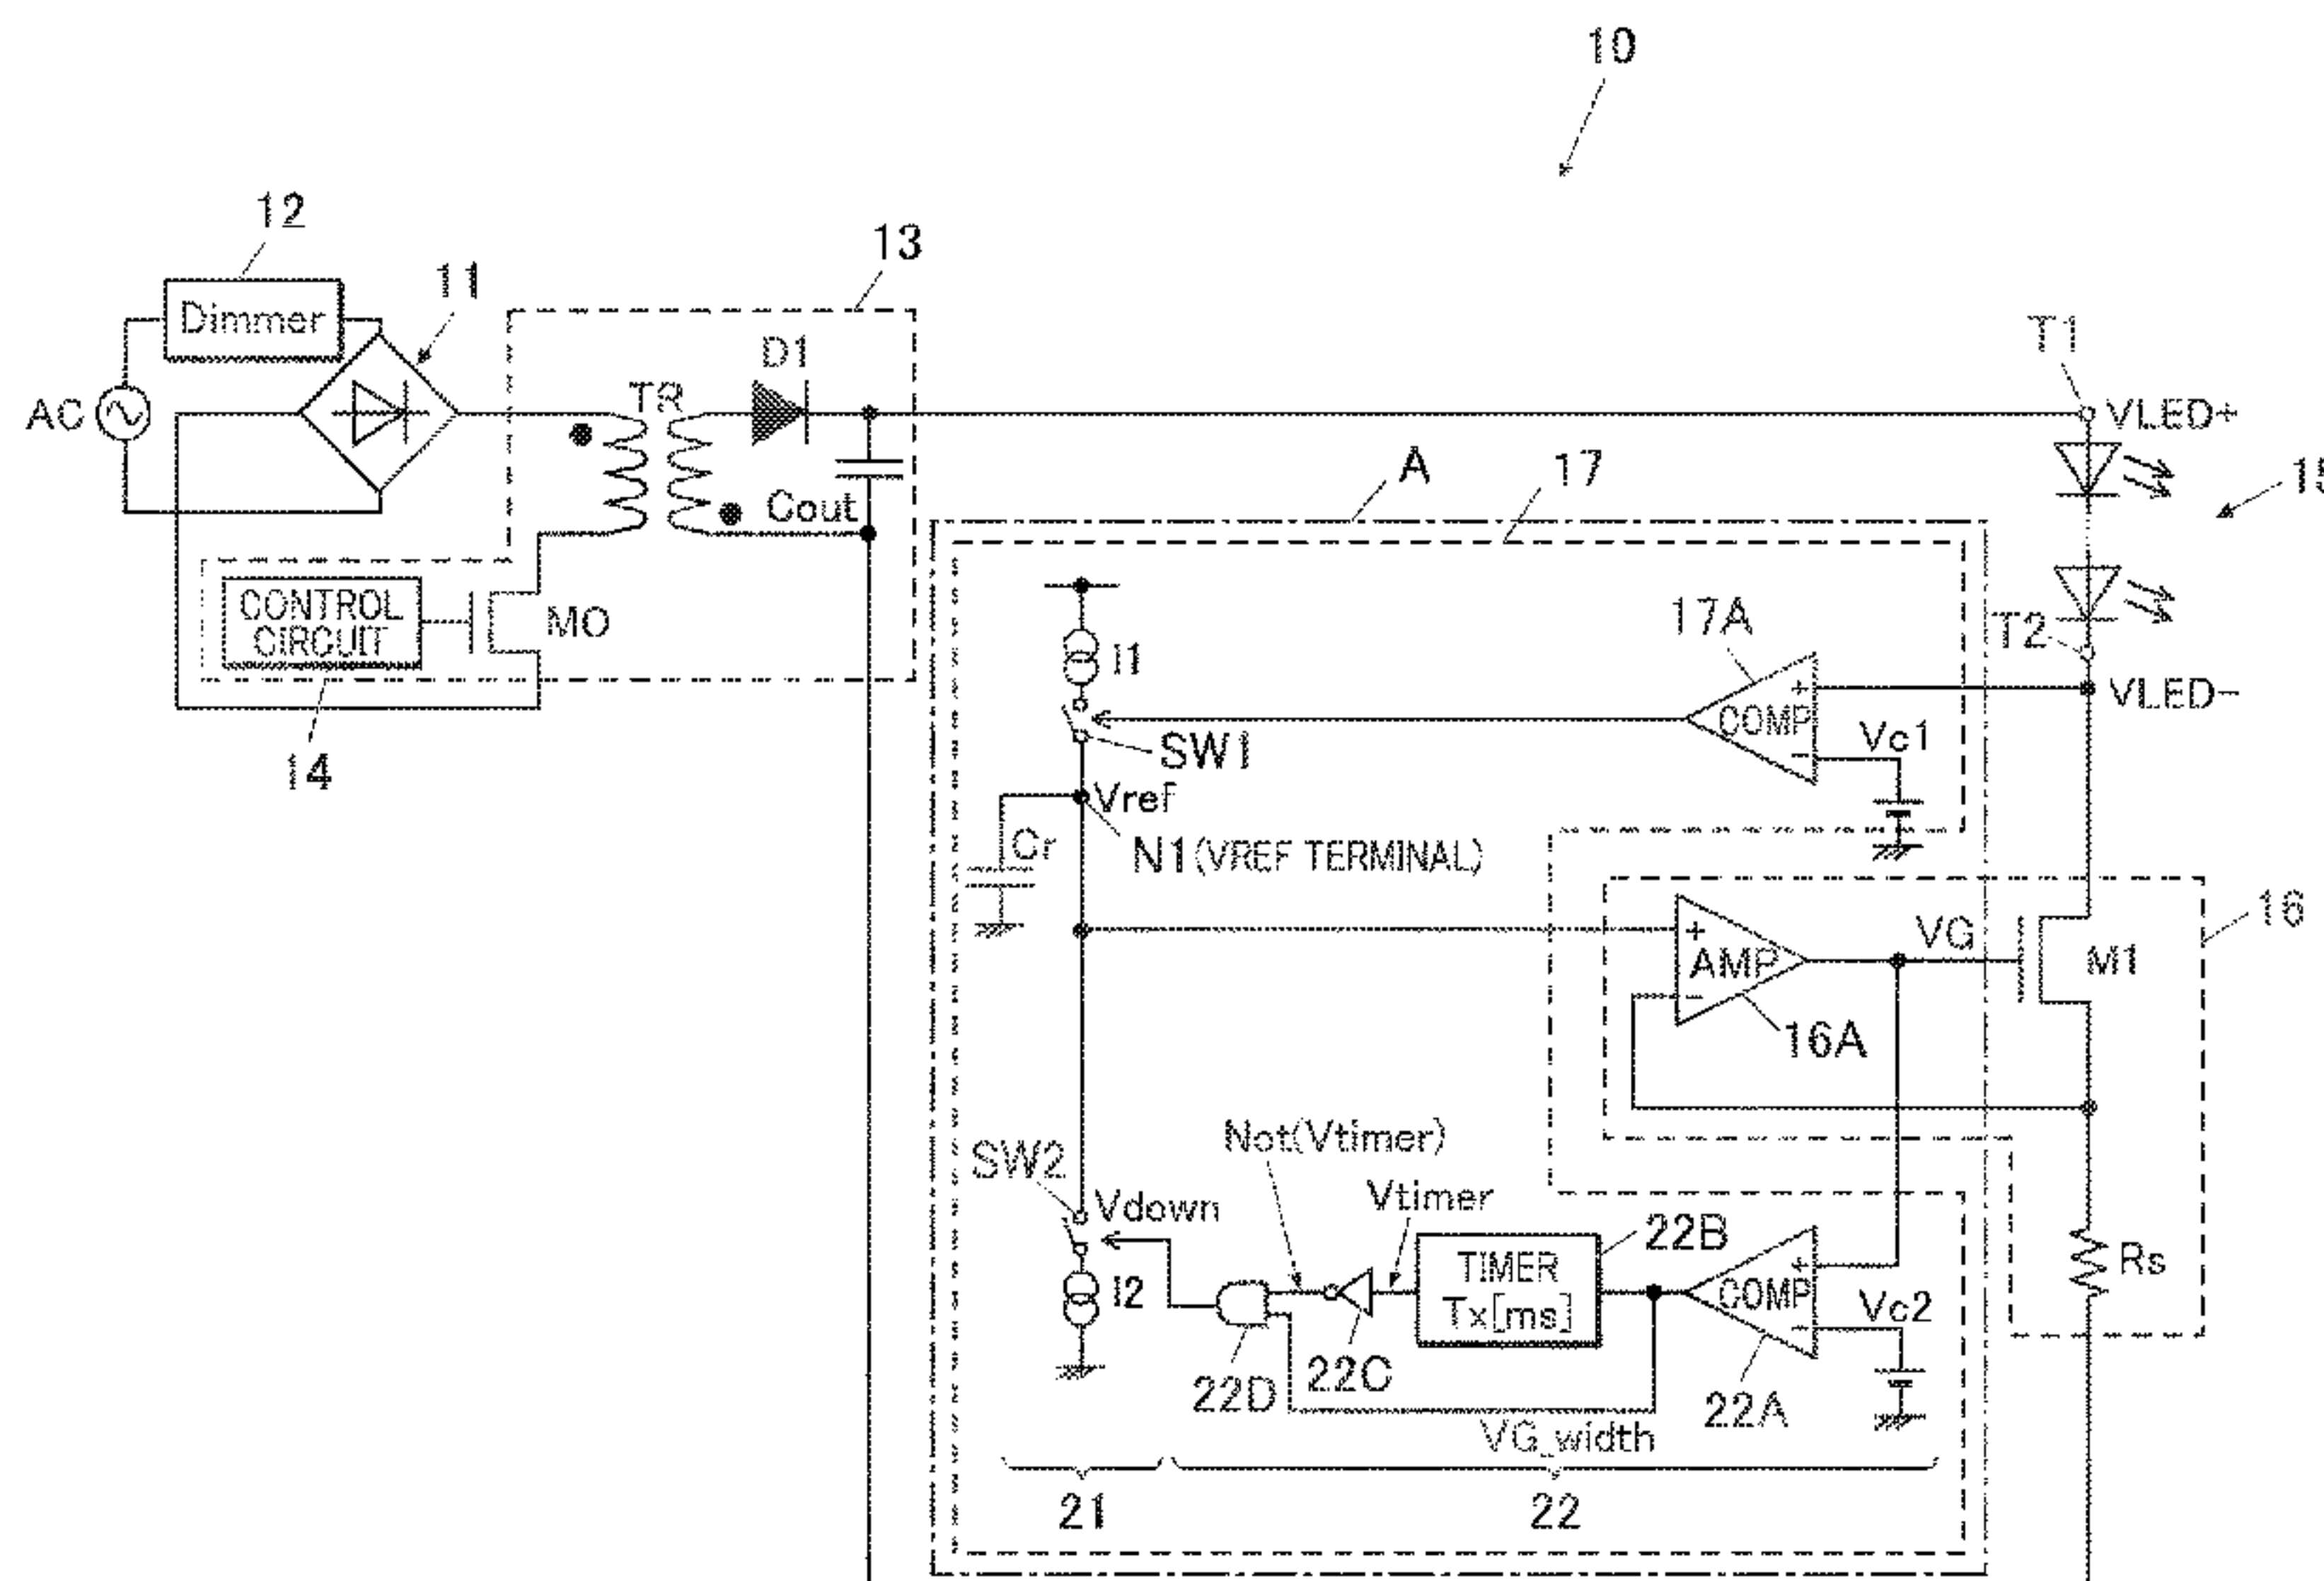 10
12
13
11
Dimmer
D1
T1
TR
AC
VLED+
A
17
Cout
15
CONTROL
CIRCUIT
MO
17A
I1
T2
COMP
+
−
VLED−
Vc1
SW1
14
Vref
Cr
N1(VREF TERMINAL)
16
+
AMP
−
VG
M1
16A
Not(Vtimer)
SW2
Vtimer
Vdown
22B
TIMER
Tx[ms]
+
COMP
−
Rs
I2
Vc2
22D
22C
22A
VG_width
21
22